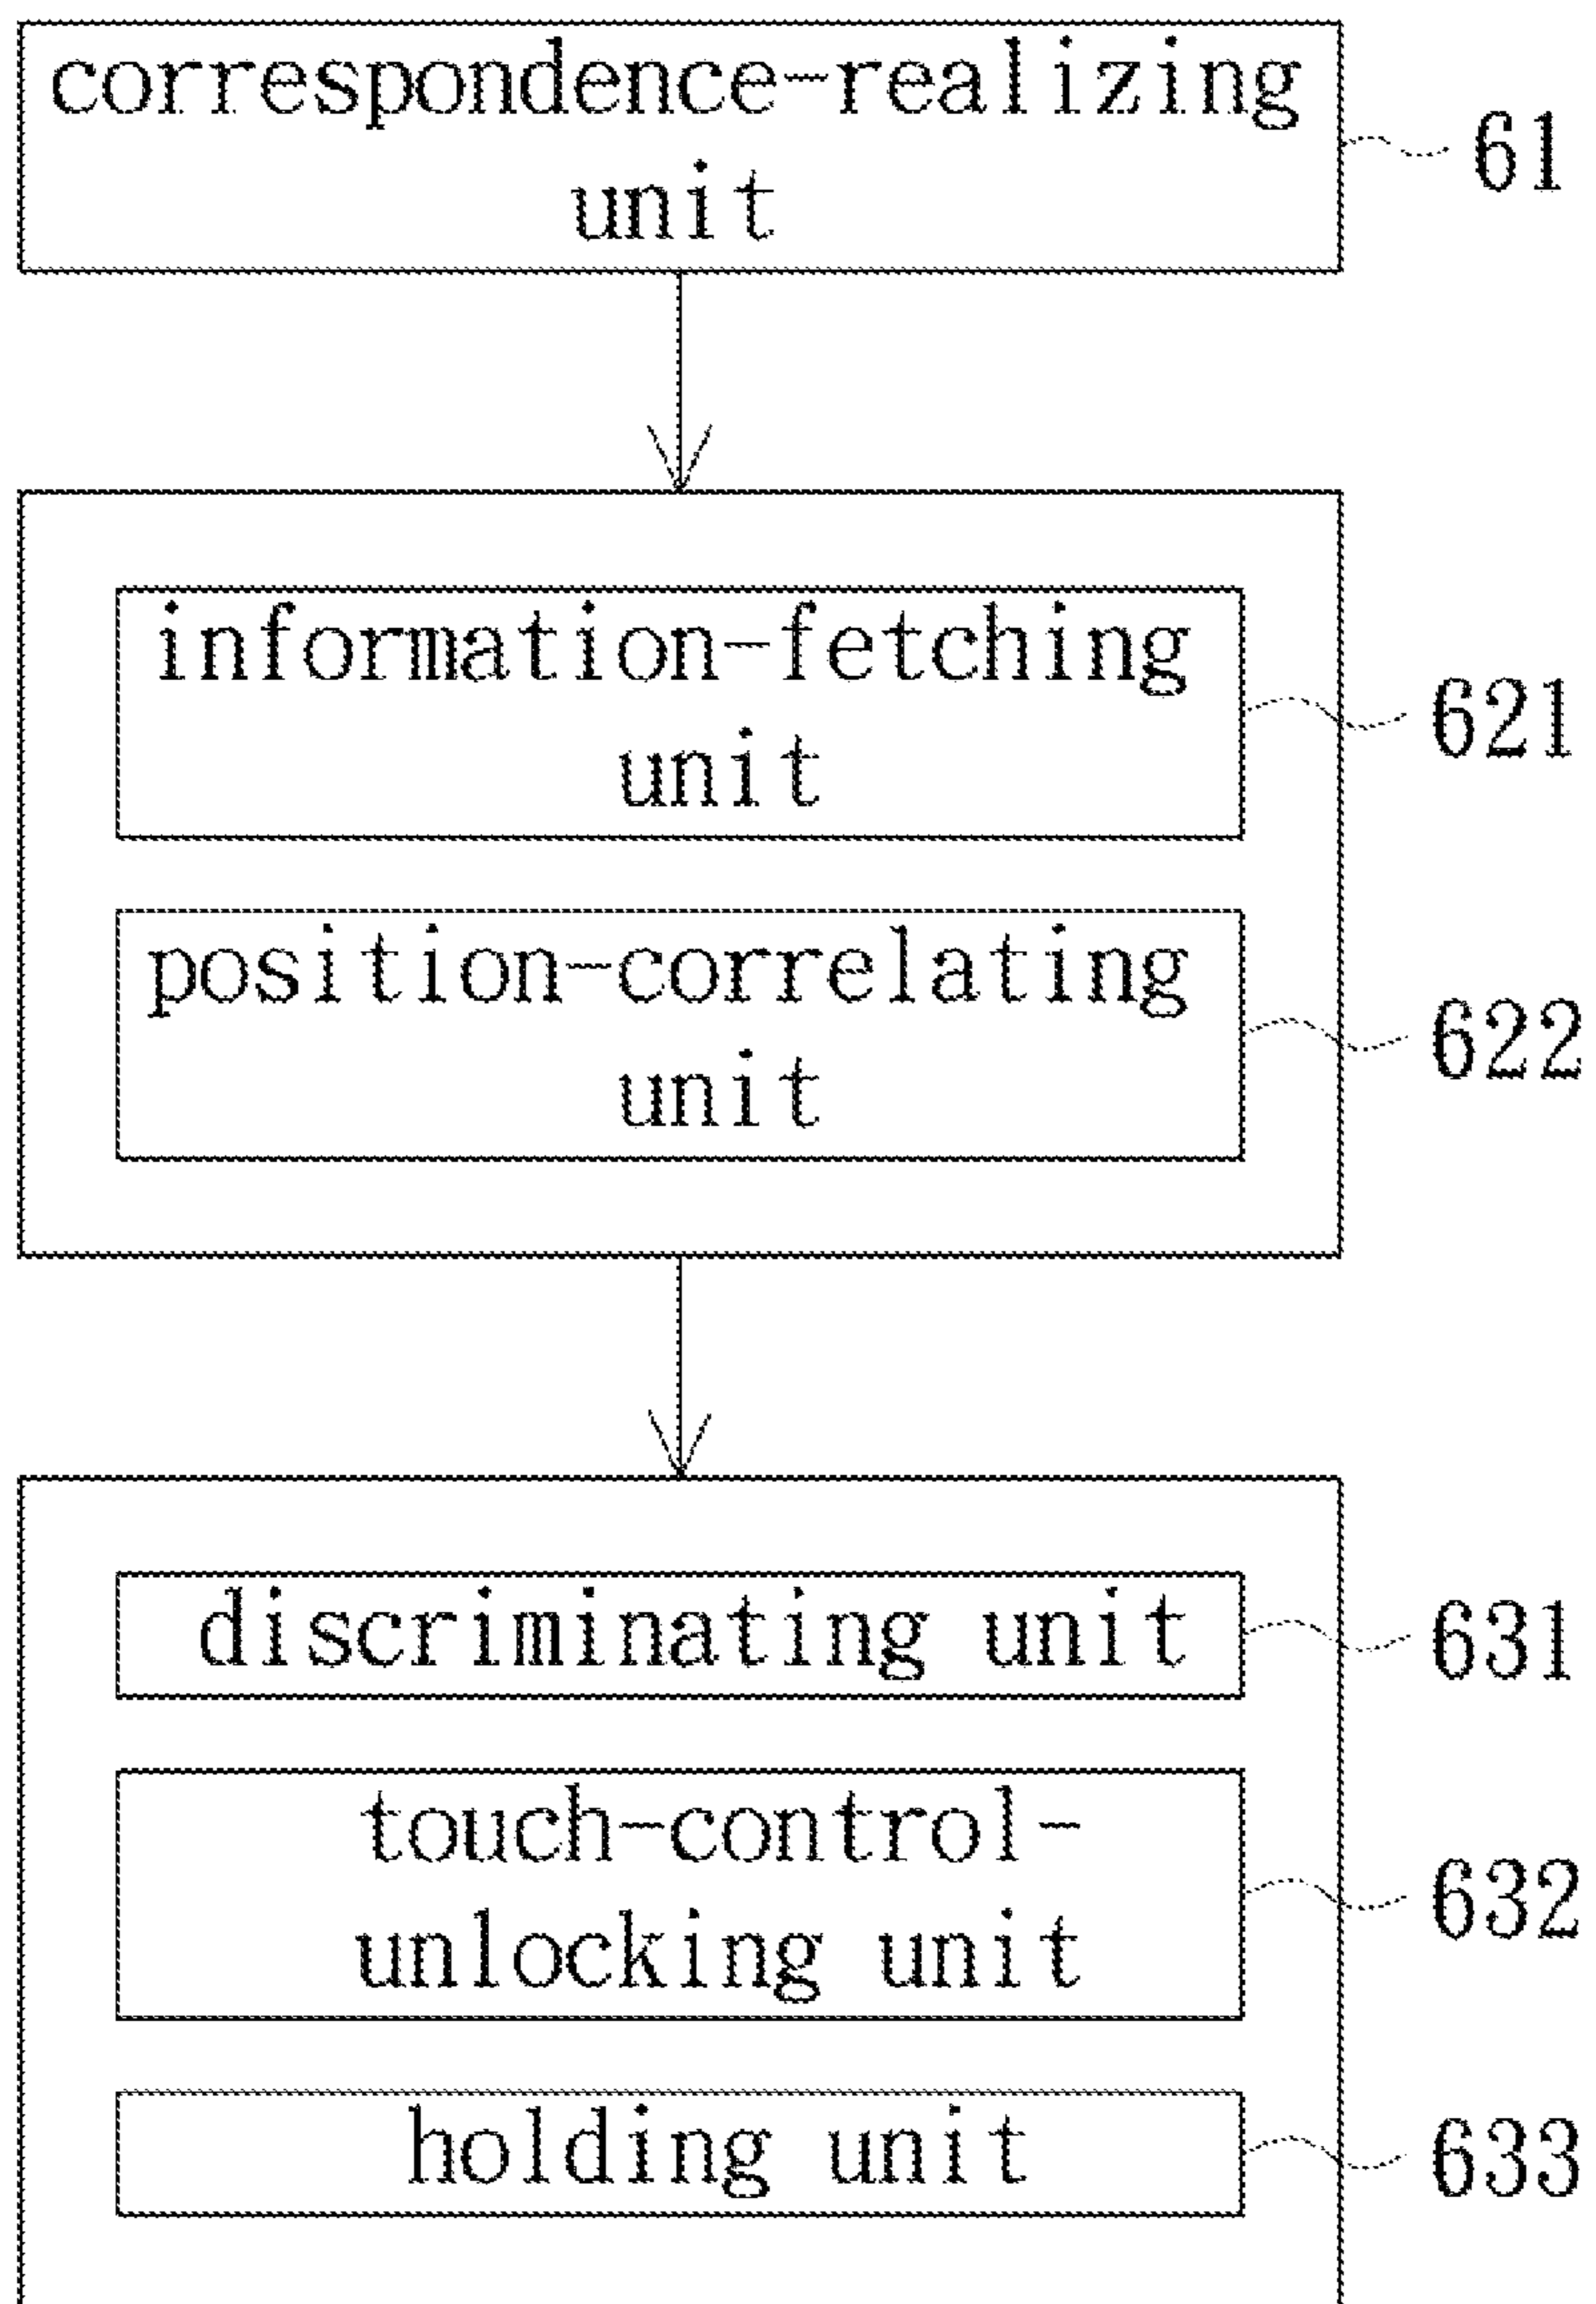 correspondence-realizing
unit
61
information-fetching
unit
621
position-correlating
unit
622
discriminating unit
631
touch-control-
unlocking unit
632
holding unit
633